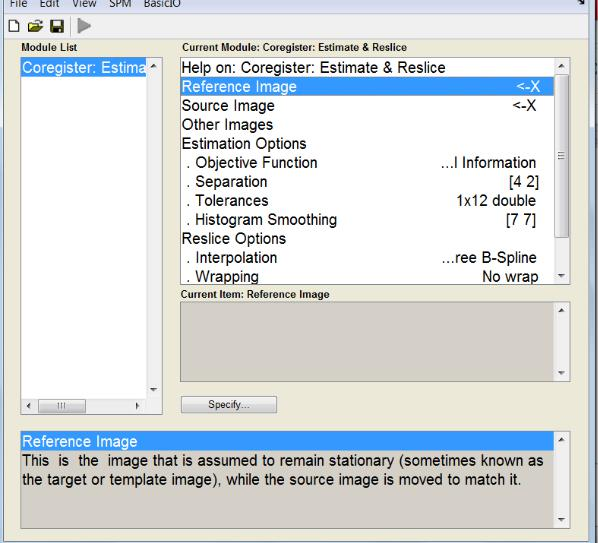 File Edit View SPM BasicIO
Module List
Current Module: Coregister: Estimate & Reslice
Coregister: Estima
Help on: Coregister: Estimate & Reslice
Reference Image <-X
Source Image <-X
Other Images
Estimation Options
. Objective Function ...l Information
. Separation [4 2]
. Tolerances 1x12 double
. Histogram Smoothing [7 7]
Reslice Options
. Interpolation ...ree B-Spline
. Wrapping No wrap
Current Item: Reference Image
Specify...
Reference Image
This is the image that is assumed to remain stationary (sometimes known as
the target or template image), while the source image is moved to match it.